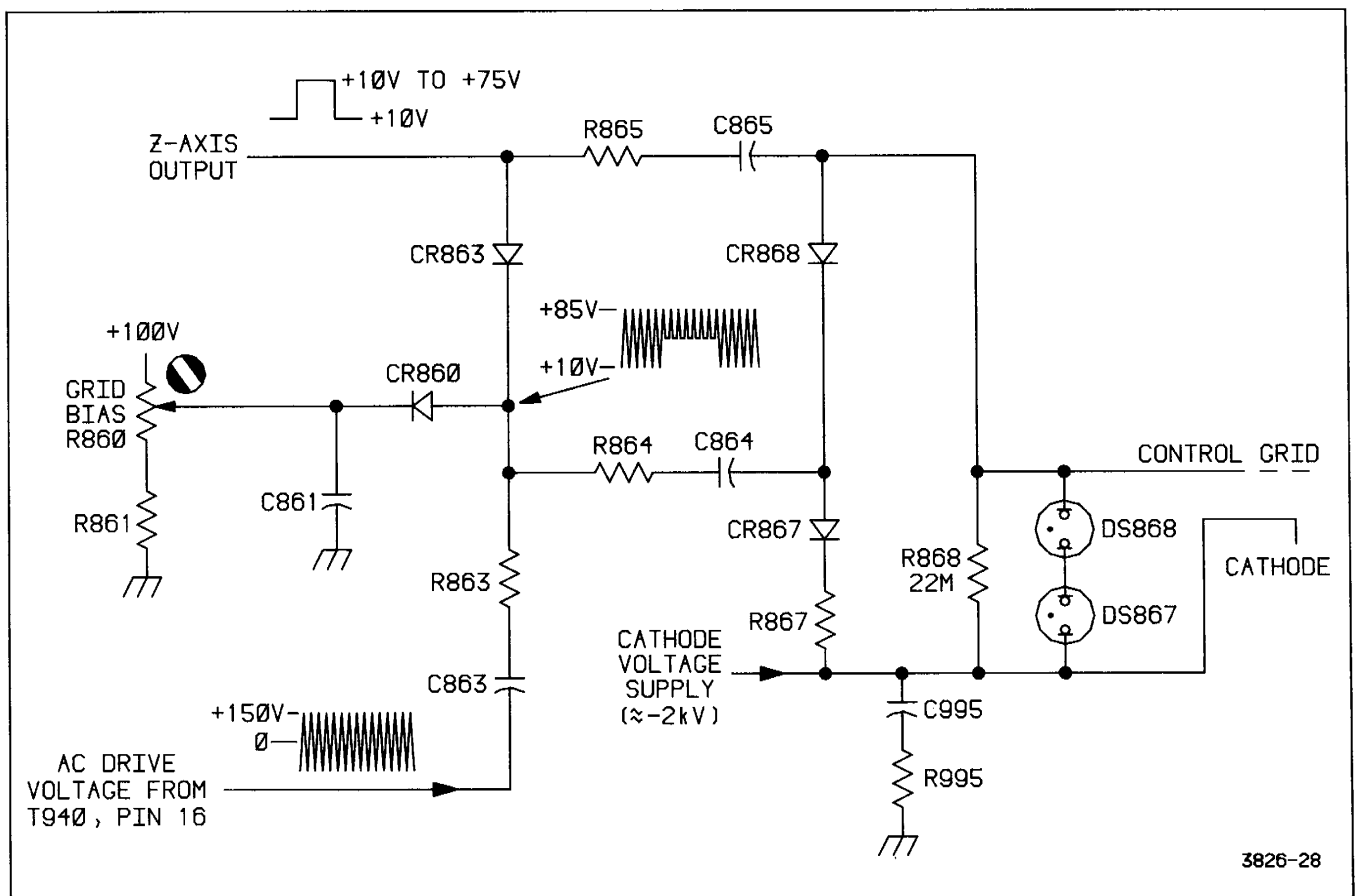 +10V TO +75V
+10V
Z-AXIS
OUTPUT
R865
C865
CR863
CR868
+85V
+10V
+100V
CR860
GRID
BIAS
R860
R861
C861
R864
C864
CONTROL GRID
R863
CR867
R868
22M
DS868
DS867
CATHODE
R867
CATHODE
VOLTAGE
SUPPLY
(≈-2kV)
C863
C995
R995
+150V
0
AC DRIVE
VOLTAGE FROM
T940, PIN 16
3826-28